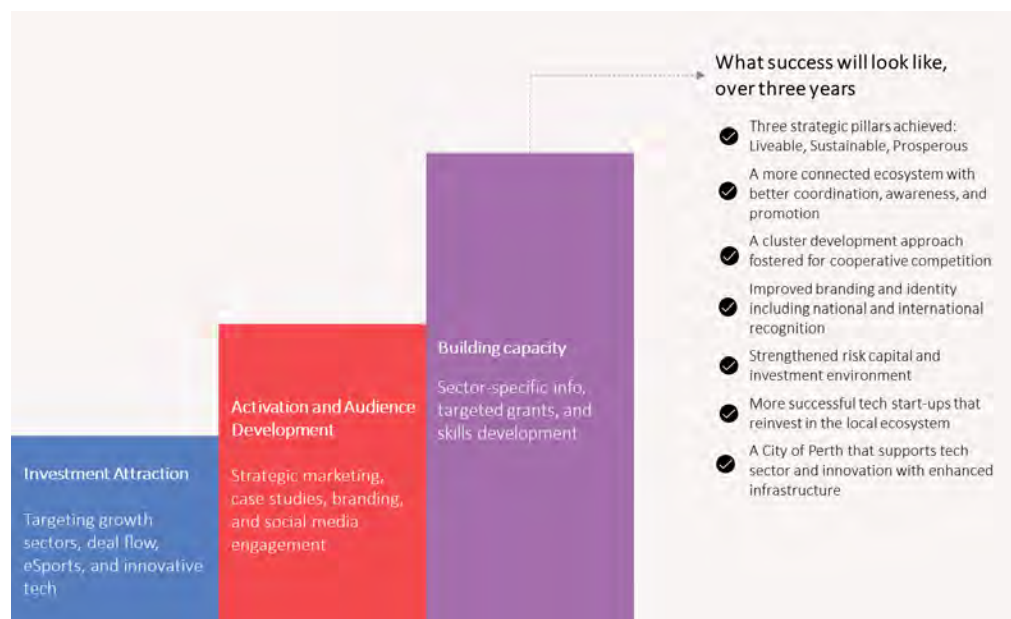 Investment Attraction
Targeting growth
sectors, deal flow,
eSports, and innovative
tech
Activation and Audience
Development
Strategic marketing,
case studies, branding,
and social media
engagement
Building capacity
Sector-specific info,
targeted grants, and
skills development
What success will look like,
over three years
Three strategic pillars achieved:
Liveable, Sustainable, Prosperous
A more connected ecosystem with
better coordination, awareness, and
promotion
A cluster development approach
fostered for cooperative competition
Improved branding and identity
including national and international
recognition
Strengthened risk capital and
investment environment
More successful tech start-ups that
reinvest in the local ecosystem
A City of Perth that supports tech
sector and innovation with enhanced
infrastructure